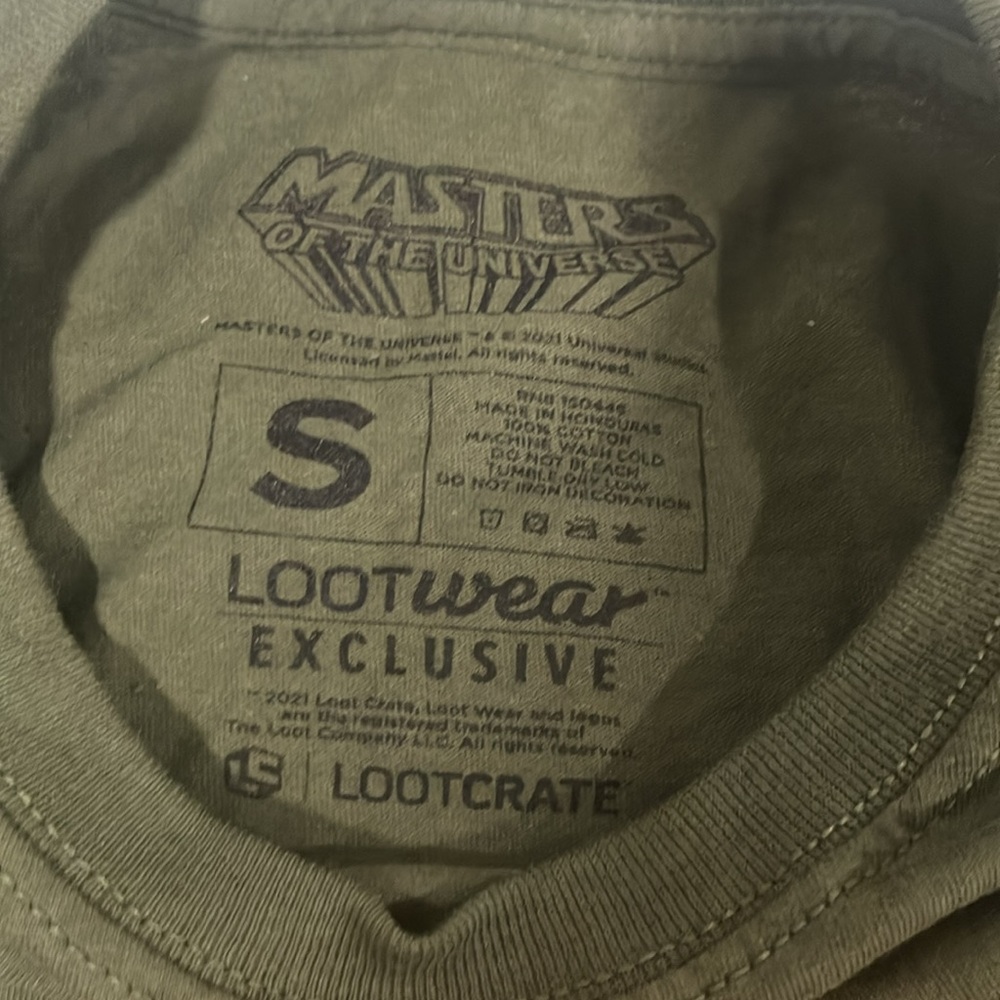 MASTERS
OF THE UNIVERSE
MASTERS OF THE UNIVERSE ™ & © 2021 Universal Studios
Licensed by Mattel. All rights reserved.
S
RN# 150446
MADE IN HONDURAS
100% COTTON
MACHINE WASH COLD
DO NOT BLEACH
TUMBLE DRY LOW
DO NOT IRON DECORATION
LOOTwear™
EXCLUSIVE
™ 2021 Loot Crate, Loot Wear and logos
are the registered trademarks of
The Loot Company LLC. All rights reserved.
LOOTCRATE